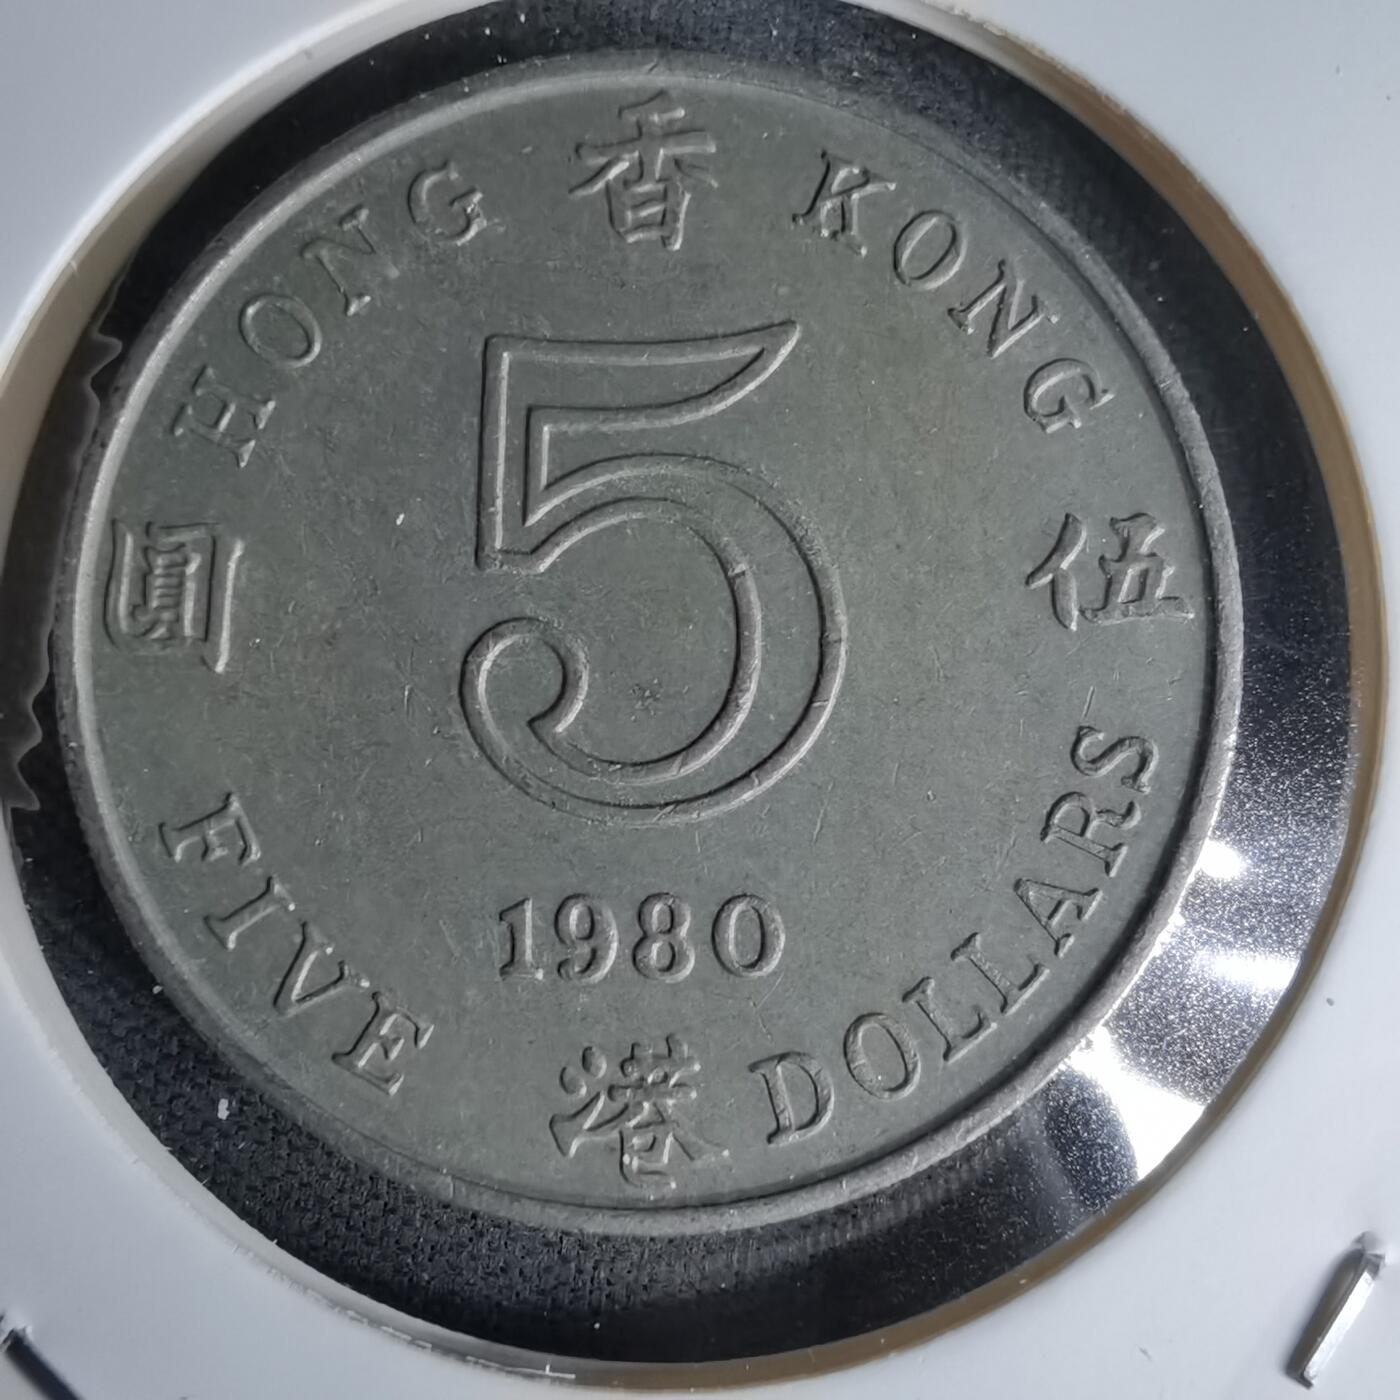 HONG KONG
香
港
伍
圓
5
1980
FIVE DOLLARS